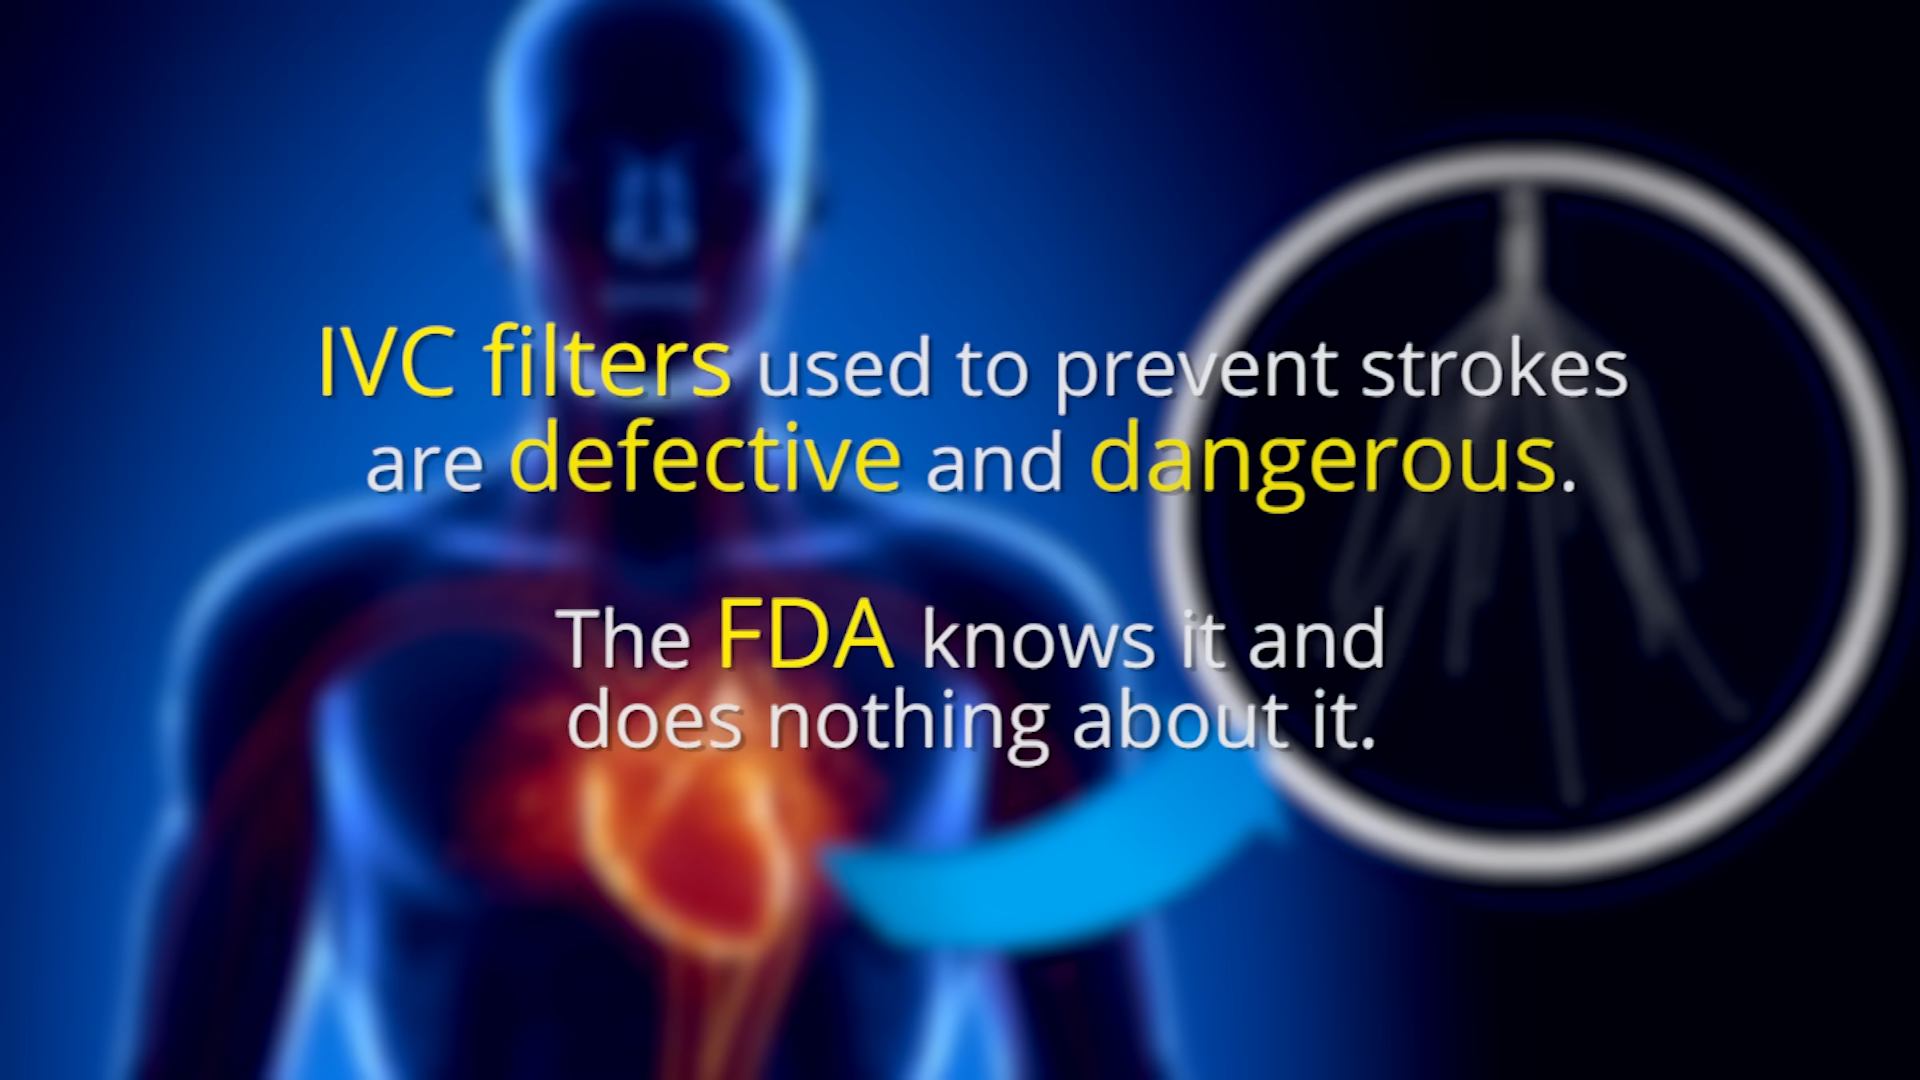 IVC filters used to prevent strokes
are defective and dangerous.
The FDA knows it and
does nothing about it.